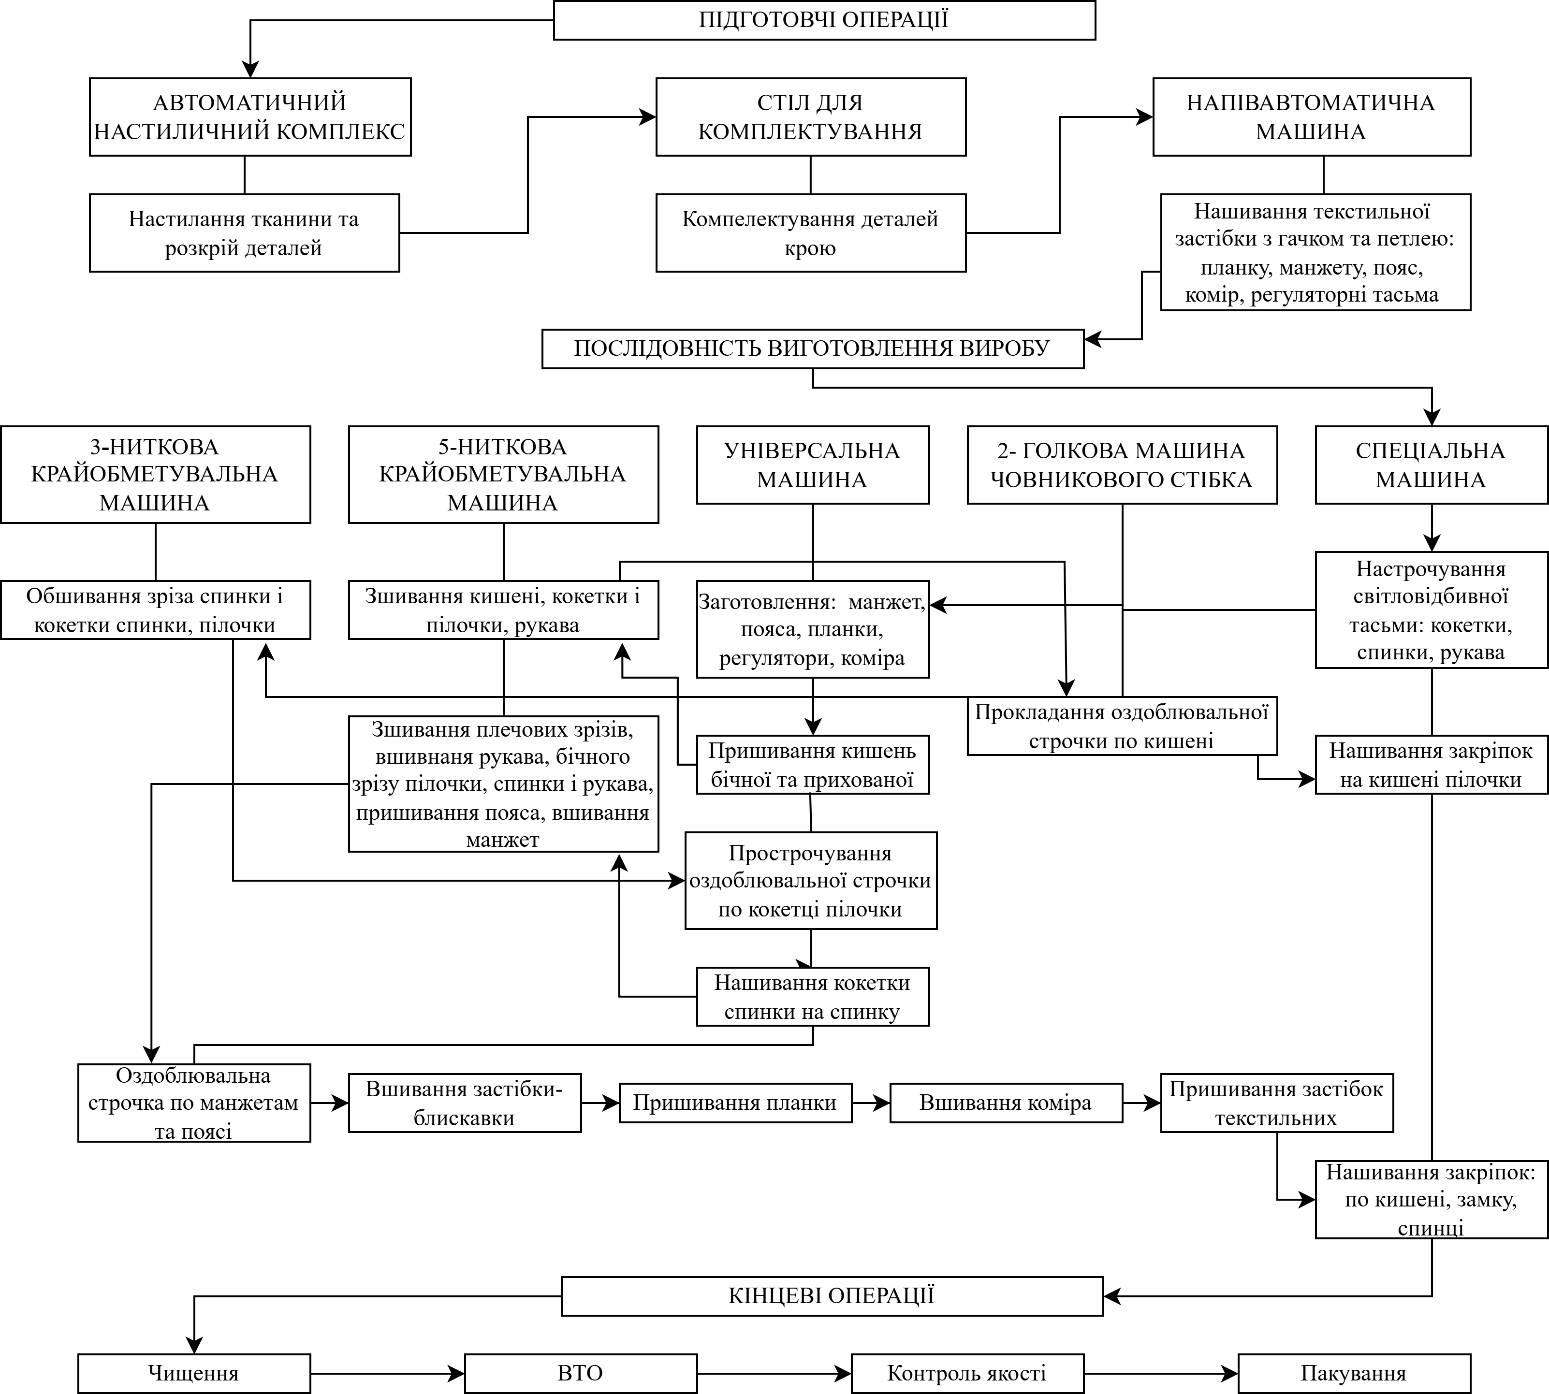 ПІДГОТОВЧІ ОПЕРАЦІЇ
АВТОМАТИЧНИЙ
НАСТИЛИЧНИЙ КОМПЛЕКС
СТІЛ ДЛЯ
КОМПЛЕКТУВАННЯ
НАПІВАВТОМАТИЧНА
МАШИНА
Настилання тканини та
розкрій деталей
Компелектування деталей
крою
Нашивання текстильної
застібки з гачком та петлею:
планку, манжету, пояс,
комір, регуляторні тасьма
ПОСЛІДОВНІСТЬ ВИГОТОВЛЕННЯ ВИРОБУ
3-НИТКОВА
КРАЙОБМЕТУВАЛЬНА
МАШИНА
5-НИТКОВА
КРАЙОБМЕТУВАЛЬНА
МАШИНА
УНІВЕРСАЛЬНА
МАШИНА
2- ГОЛКОВА МАШИНА
ЧОВНИКОВОГО СТІБКА
СПЕЦІАЛЬНА
МАШИНА
Обшивання зріза спинки і
кокетки спинки, пілочки
Зшивання кишені, кокетки і
пілочки, рукава
Заготовлення:  манжет,
пояса, планки,
регулятори, коміра
Настрочування
світловідбивної
тасьми: кокетки,
спинки, рукава
Зшивання плечових зрізів,
вшивнаня рукава, бічного
зрізу пілочки, спинки і рукава,
пришивання пояса, вшивання
манжет
Пришивання кишень
бічної та прихованої
Прокладання оздоблювальної
строчки по кишені
Нашивання закріпок
на кишені пілочки
Прострочування
оздоблювальної строчки
по кокетці пілочки
Нашивання кокетки
спинки на спинку
Оздоблювальна
строчка по манжетам
та поясі
Вшивання застібки-
блискавки
Пришивання планки
Вшивання коміра
Пришивання застібок
текстильних
Нашивання закріпок:
по кишені, замку,
спинці
КІНЦЕВІ ОПЕРАЦІЇ
Чищення
ВТО
Контроль якості
Пакування